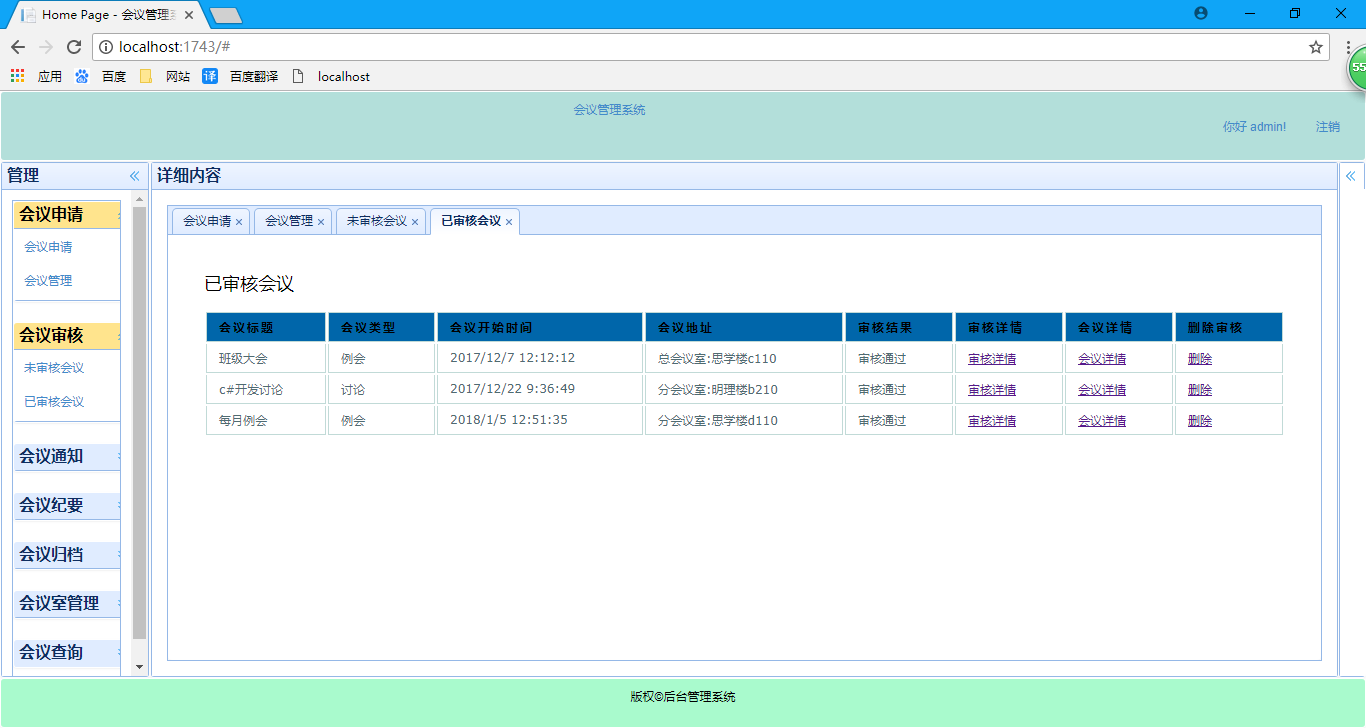 Home Page - 会议管理
localhost:1743/#
应用 百度 网站 译 百度翻译 localhost
55
会议管理系统
你好 admin! 注销
管理
详细内容
会议申请
会议申请
会议管理
会议审核
未审核会议
已审核会议
会议通知
会议纪要
会议归档
会议室管理
会议查询
会议申请 × 会议管理 × 未审核会议 × 已审核会议 ×
已审核会议
会议标题 会议类型 会议开始时间 会议地址 审核结果 审核详情 会议详情 删除审核
班级大会 例会 2017/12/7 12:12:12 总会议室:思学楼c110 审核通过 审核详情 会议详情 删除
c#开发讨论 讨论 2017/12/22 9:36:49 分会议室:明理楼b210 审核通过 审核详情 会议详情 删除
每月例会 例会 2018/1/5 12:51:35 分会议室:思学楼d110 审核通过 审核详情 会议详情 删除
版权©后台管理系统